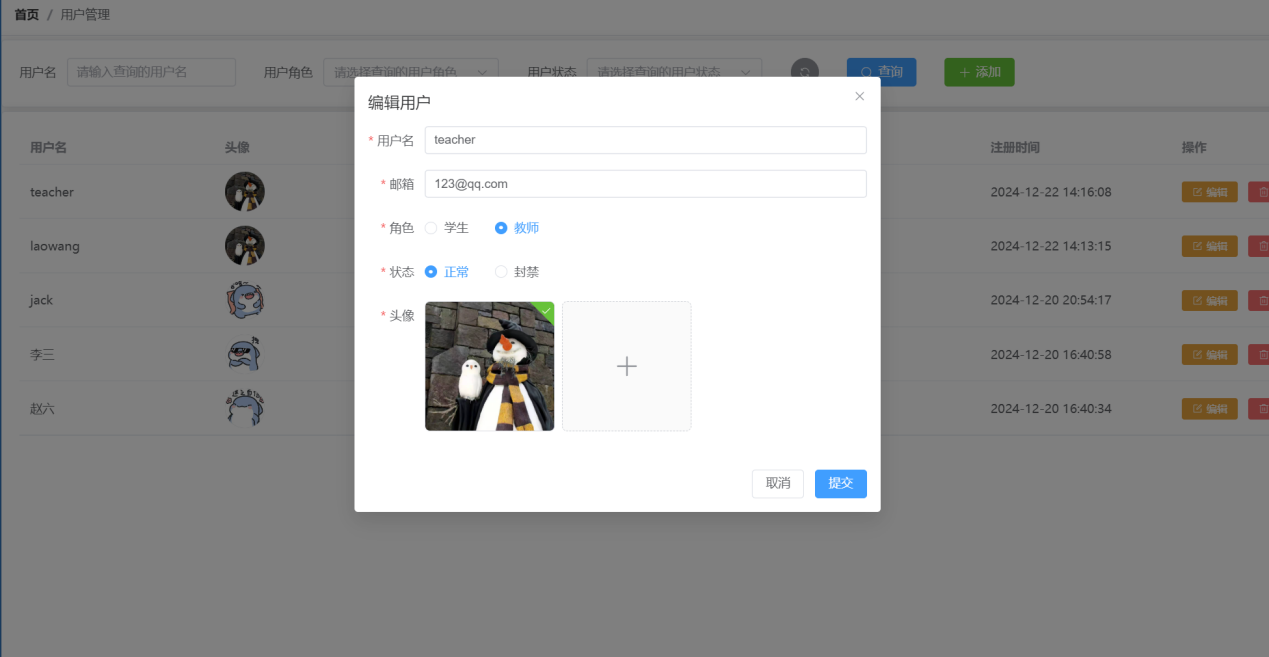 首页 / 用户管理
用户名 请输入查询的用户名 用户角色 请选择查询的用户角色 用户状态 请选择查询的用户状态 查询 添加
编辑用户
* 用户名 teacher
* 邮箱 123@qq.com
* 角色 学生 教师
* 状态 正常 封禁
* 头像
取消 提交
用户名 头像 注册时间 操作
teacher 2024-12-22 14:16:08 编辑
laowang 2024-12-22 14:13:15 编辑
jack 2024-12-20 20:54:17 编辑
李三 2024-12-20 16:40:58 编辑
赵六 2024-12-20 16:40:34 编辑